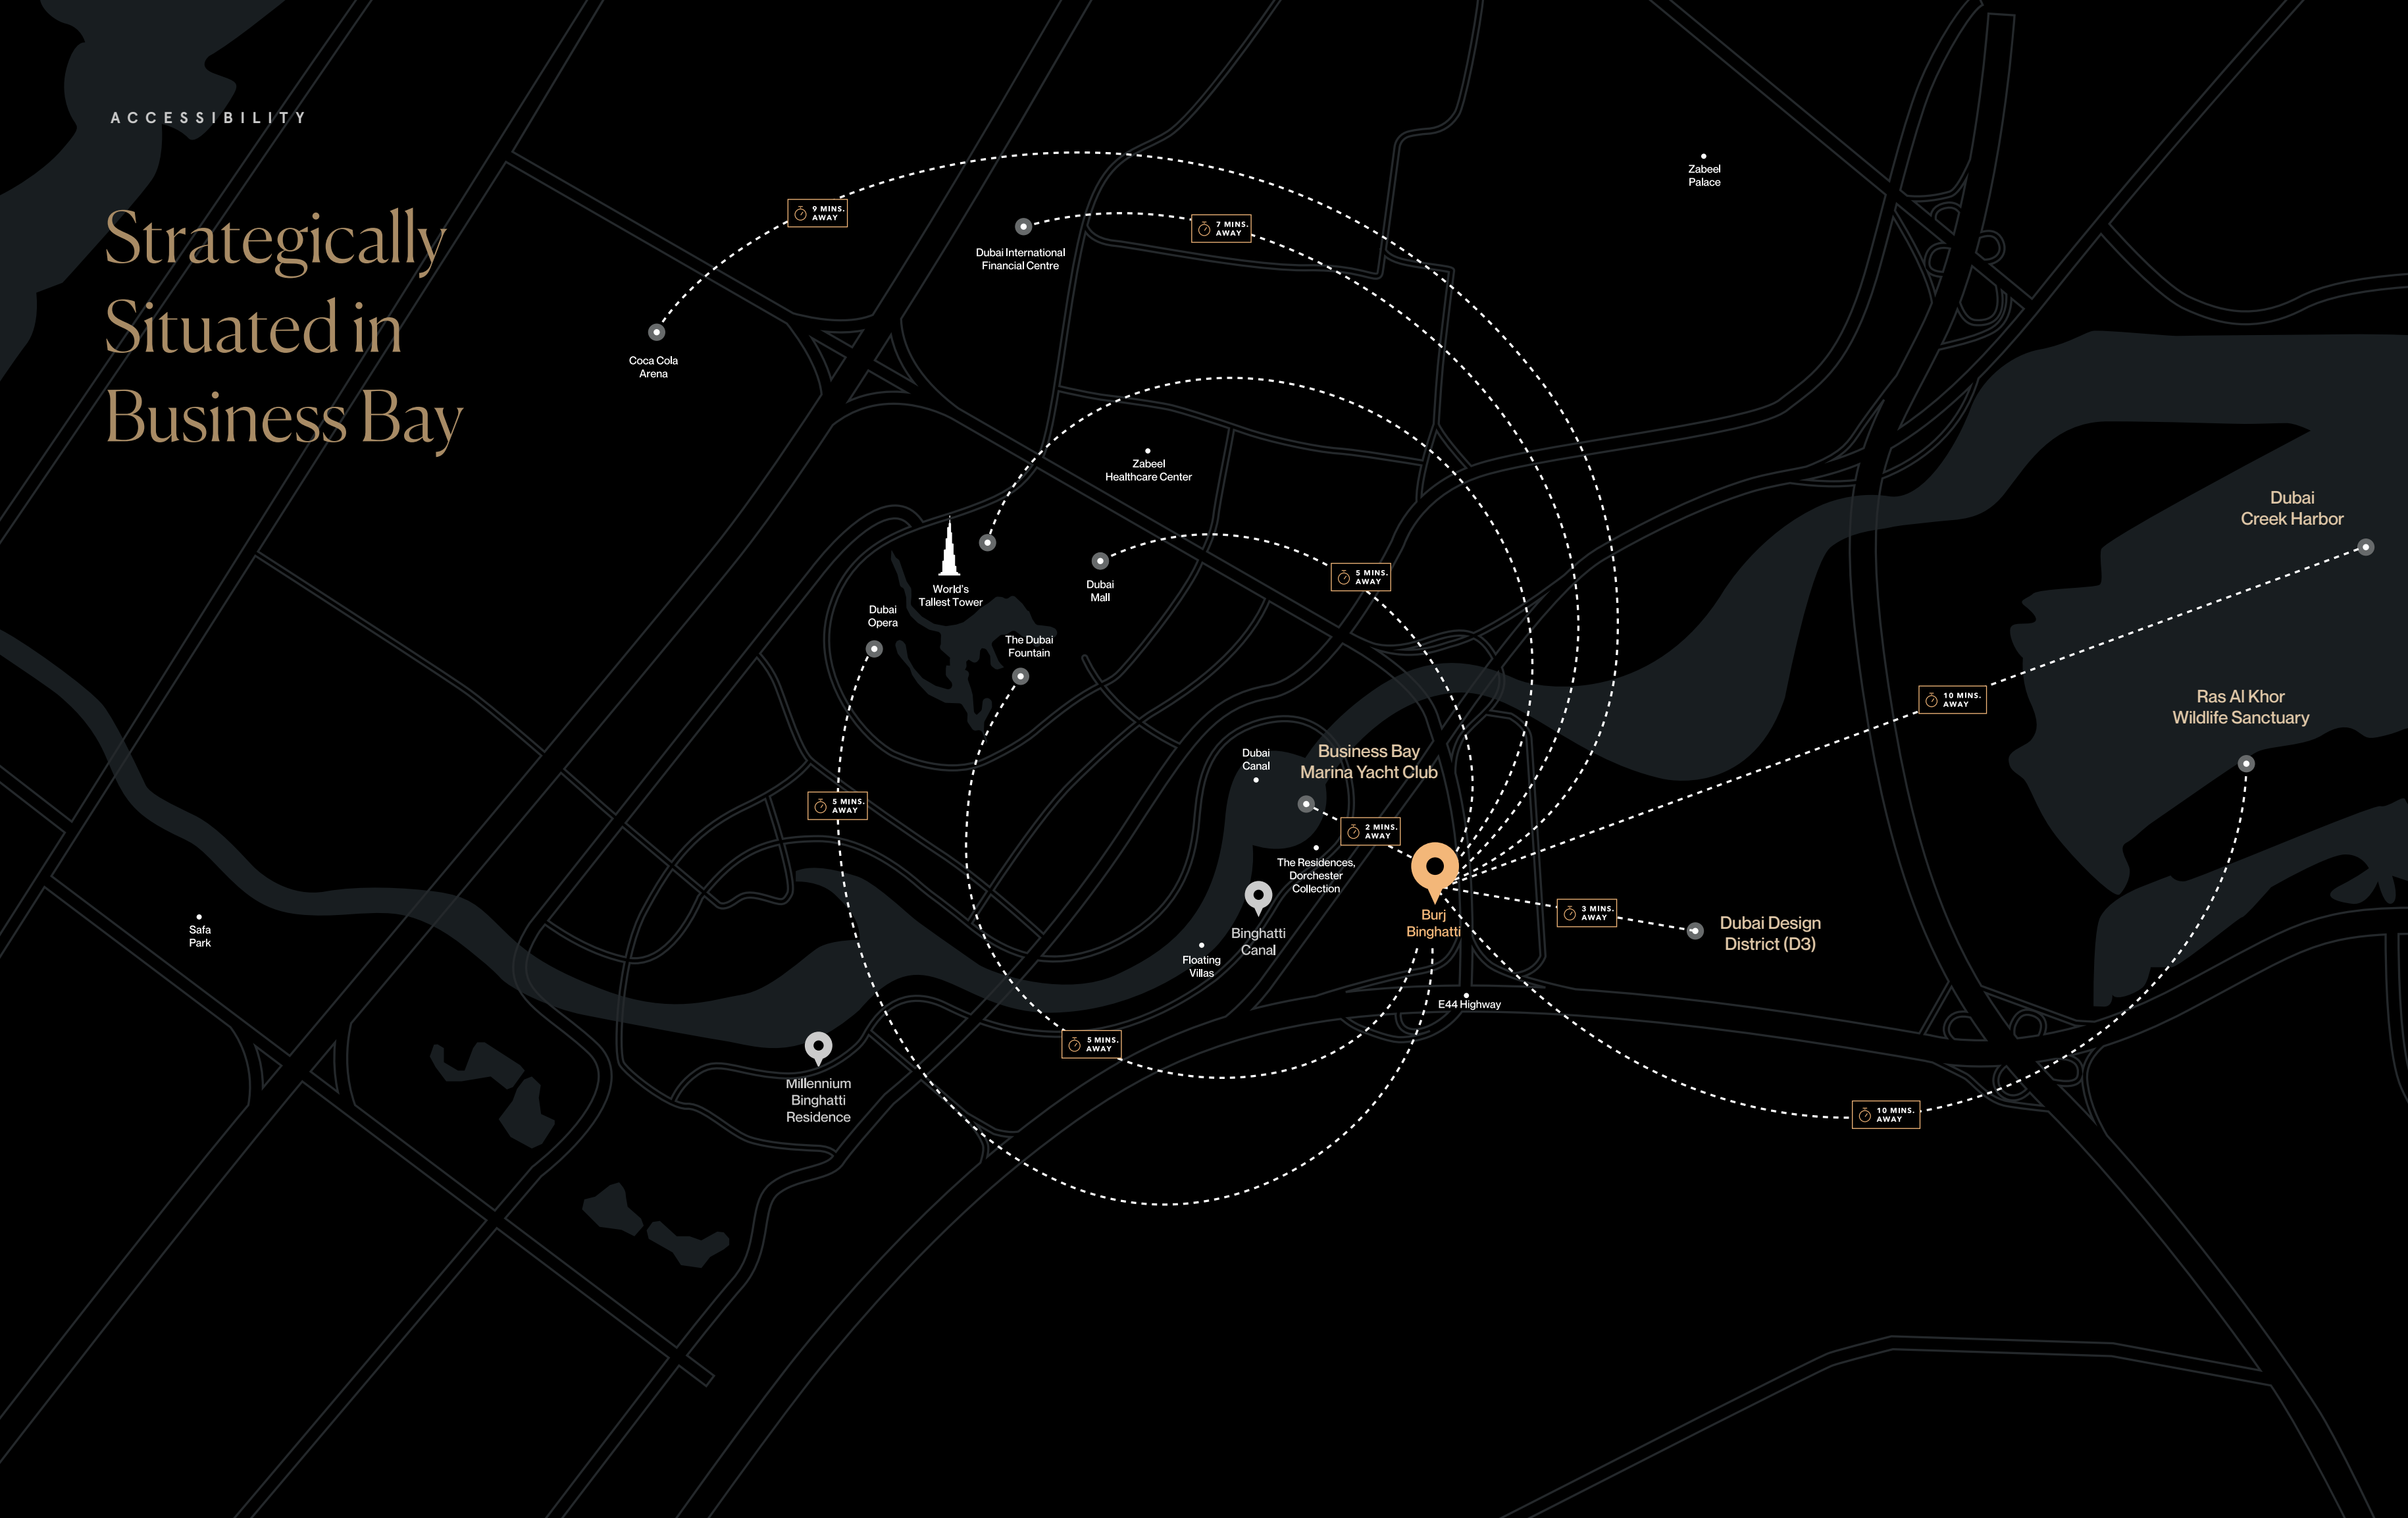 ACCESSIBILITY
Strategically
Situated in
Business Bay
Zabeel
Palace
9 MINS.
AWAY
7 MINS.
AWAY
Dubai International
Financial Centre
Coca Cola
Arena
Zabeel
Healthcare Center
Dubai
Creek Harbor
World's
Tallest Tower
Dubai
Mall
5 MINS.
AWAY
Dubai
Opera
The Dubai
Fountain
10 MINS.
AWAY
Ras Al Khor
Wildlife Sanctuary
Dubai
Canal
Business Bay
Marina Yacht Club
5 MINS.
AWAY
2 MINS.
AWAY
The Residences,
Dorchester
Collection
Burj
Binghatti
3 MINS.
AWAY
Dubai Design
District (D3)
Safa
Park
Binghatti
Canal
Floating
Villas
E44 Highway
5 MINS.
AWAY
Millennium
Binghatti
Residence
10 MINS.
AWAY